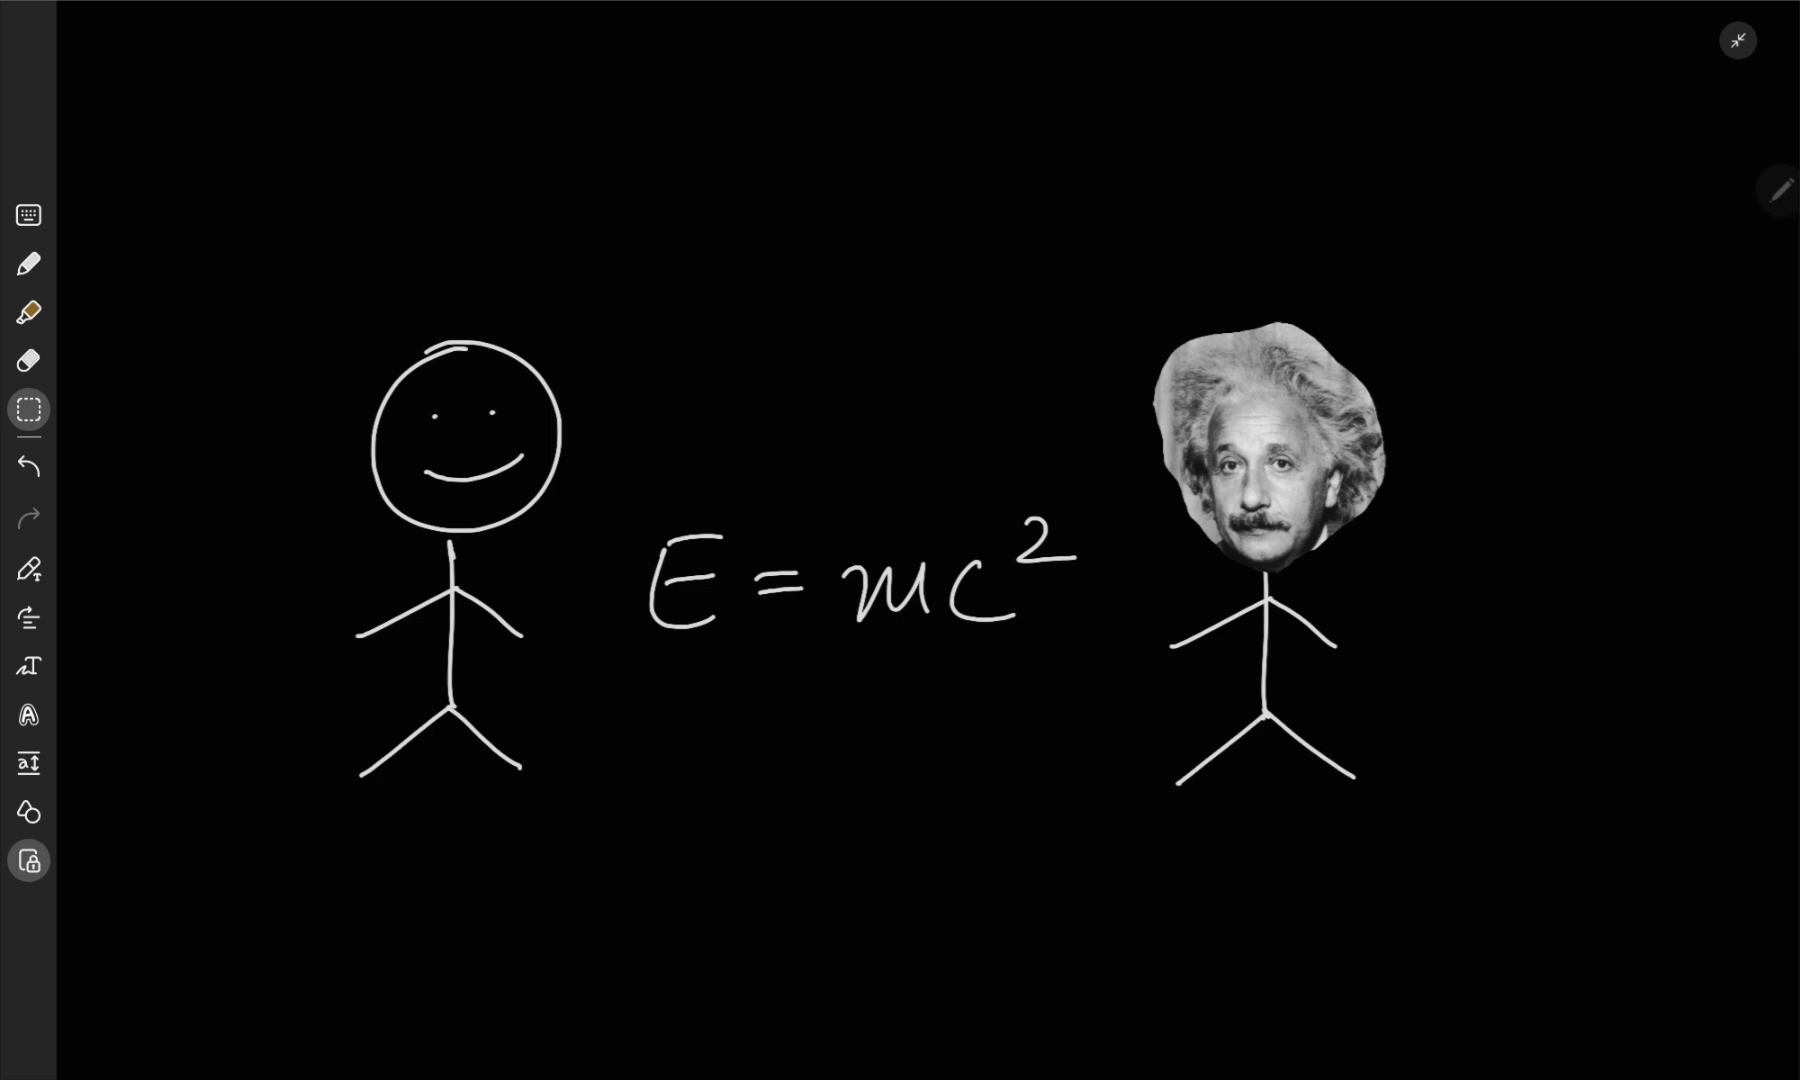 E = mc²